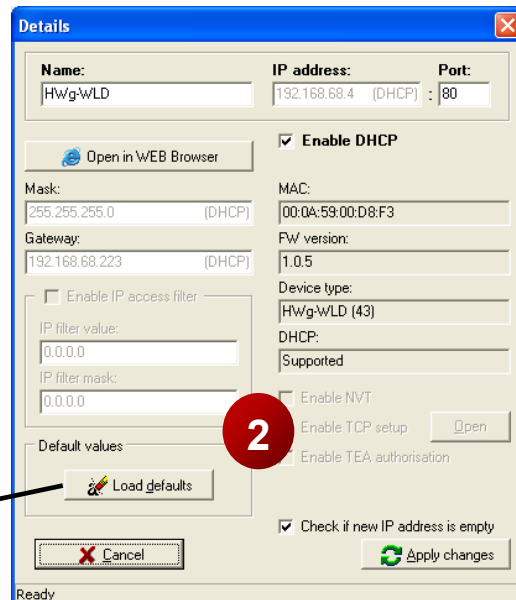 Details
Name:
IP address:
Port:
HWg-WLD
192.168.68.4 (DHCP) : 80
Open in WEB Browser
Enable DHCP
Mask:
255.255.255.0 (DHCP)
MAC:
00:0A:59:00:D8:F3
Gateway:
192.168.68.223 (DHCP)
FW version:
1.0.5
Enable IP access filter
Device type:
HWg-WLD (43)
IP filter value:
0.0.0.0
DHCP:
Supported
IP filter mask:
0.0.0.0
Enable NVT
2
Enable TCP setup
Open
Enable TEA authorisation
Default values
Load defaults
Check if new IP address is empty
Cancel
Apply changes
Ready